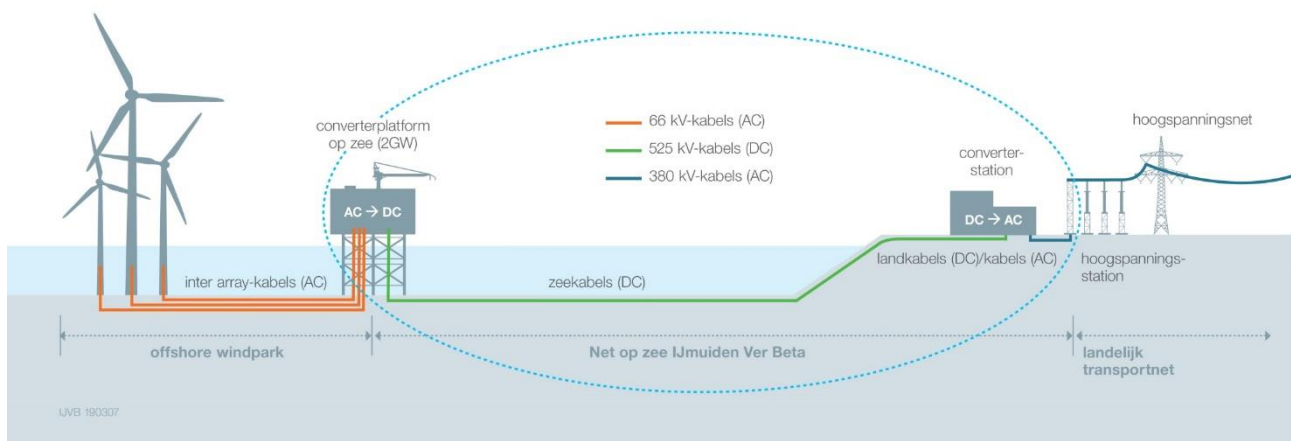 66 kV-kabels (AC)
525 kV-kabels (DC)
380 kV-kabels (AC)
converterplatform
op zee (2GW)
AC → DC
converter-
station
DC → AC
hoogspanningsnet
inter array-kabels (AC)
zeekabels (DC)
landkabels (DC)/kabels (AC)
hoogspannings-
station
offshore windpark
Net op zee IJmuiden Ver Beta
landelijk
transportnet
IJVB 190307